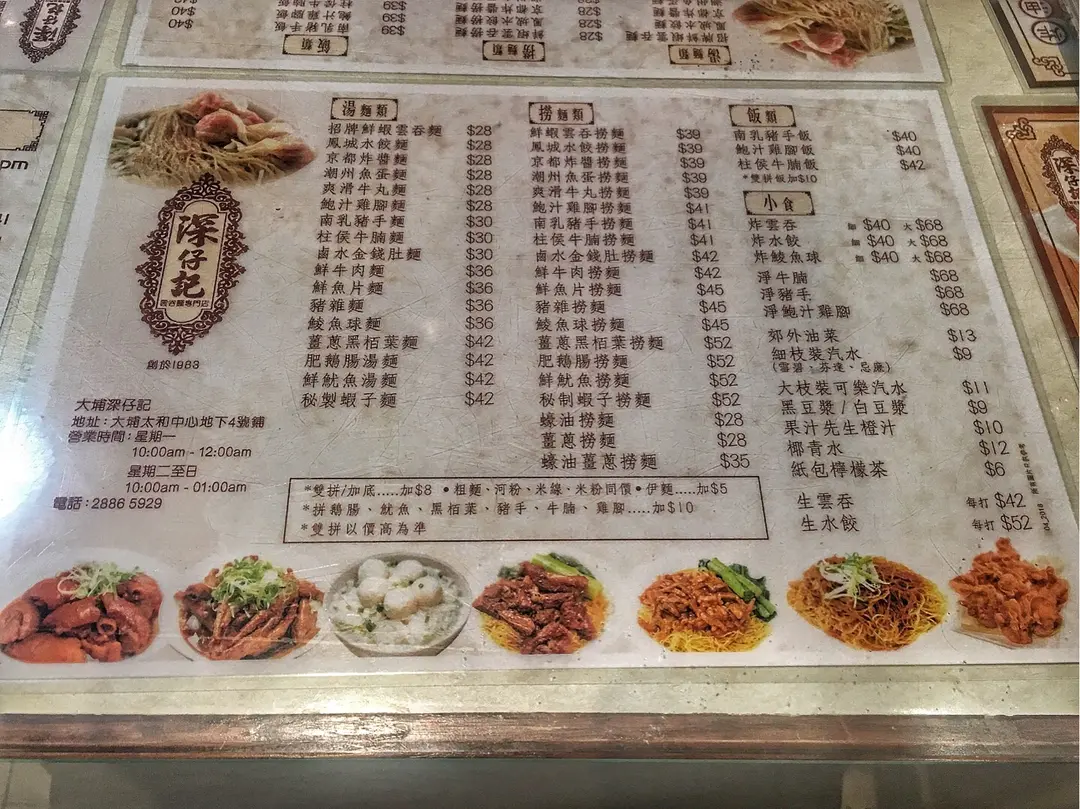 深仔記
雲吞麵專門店
創於1983
大埔深仔記
地址：大埔太和中心地下4號舖
營業時間：星期一
10:00am - 12:00am
星期二至日
10:00am - 01:00am
電話：2886 5929
湯麵類
招牌鮮蝦雲吞麵 $28
鳳城水餃麵 $28
京都炸醬麵 $28
潮州魚蛋麵 $28
爽滑牛丸麵 $28
鮑汁雞腳麵 $28
南乳豬手麵 $30
柱侯牛腩麵 $30
鹵水金錢肚麵 $30
鮮牛肉麵 $36
鮮魚片麵 $36
豬雜麵 $36
鯪魚球麵 $36
薑蔥黑栢葉麵 $42
肥鵝腸湯麵 $42
鮮魷魚湯麵 $42
秘製蝦子麵 $42
撈麵類
鮮蝦雲吞撈麵 $39
鳳城水餃撈麵 $39
京都炸醬撈麵 $39
潮州魚蛋撈麵 $39
爽滑牛丸撈麵 $39
鮑汁雞腳撈麵 $41
南乳豬手撈麵 $41
柱侯牛腩撈麵 $41
鹵水金錢肚撈麵 $42
鮮牛肉撈麵 $42
鮮魚片撈麵 $45
豬雜撈麵 $45
鯪魚球撈麵 $45
薑蔥黑栢葉撈麵 $52
肥鵝腸撈麵 $52
鮮魷魚撈麵 $52
秘制蝦子撈麵 $52
蠔油撈麵 $28
薑蔥撈麵 $28
蠔油薑蔥撈麵 $35
飯類
南乳豬手飯 $40
鮑汁雞腳飯 $40
柱侯牛腩飯 $42
*雙拼飯加$10
小食
炸雲吞 細 $40 大 $68
炸水餃 細 $40 大 $68
炸鯪魚球 細 $40 大 $68
淨牛腩 $68
淨豬手 $68
淨鮑汁雞腳 $68
郊外油菜 $13
細枝裝汽水 $9
(雪碧、芬達、忌廉)
大枝裝可樂汽水 $11
黑豆漿/白豆漿 $9
果汁先生橙汁 $10
椰青水 $12
紙包檸檬茶 $6
生雲吞 每打 $42
生水餃 每打 $52
04.2018
*雙拼/加底.....加$8 •粗麵、河粉、米線、米粉同價•伊麵.....加$5
*拼鵝腸、魷魚、黑栢葉、豬手、牛腩、雞腳.....加$10
*雙拼以價高為準